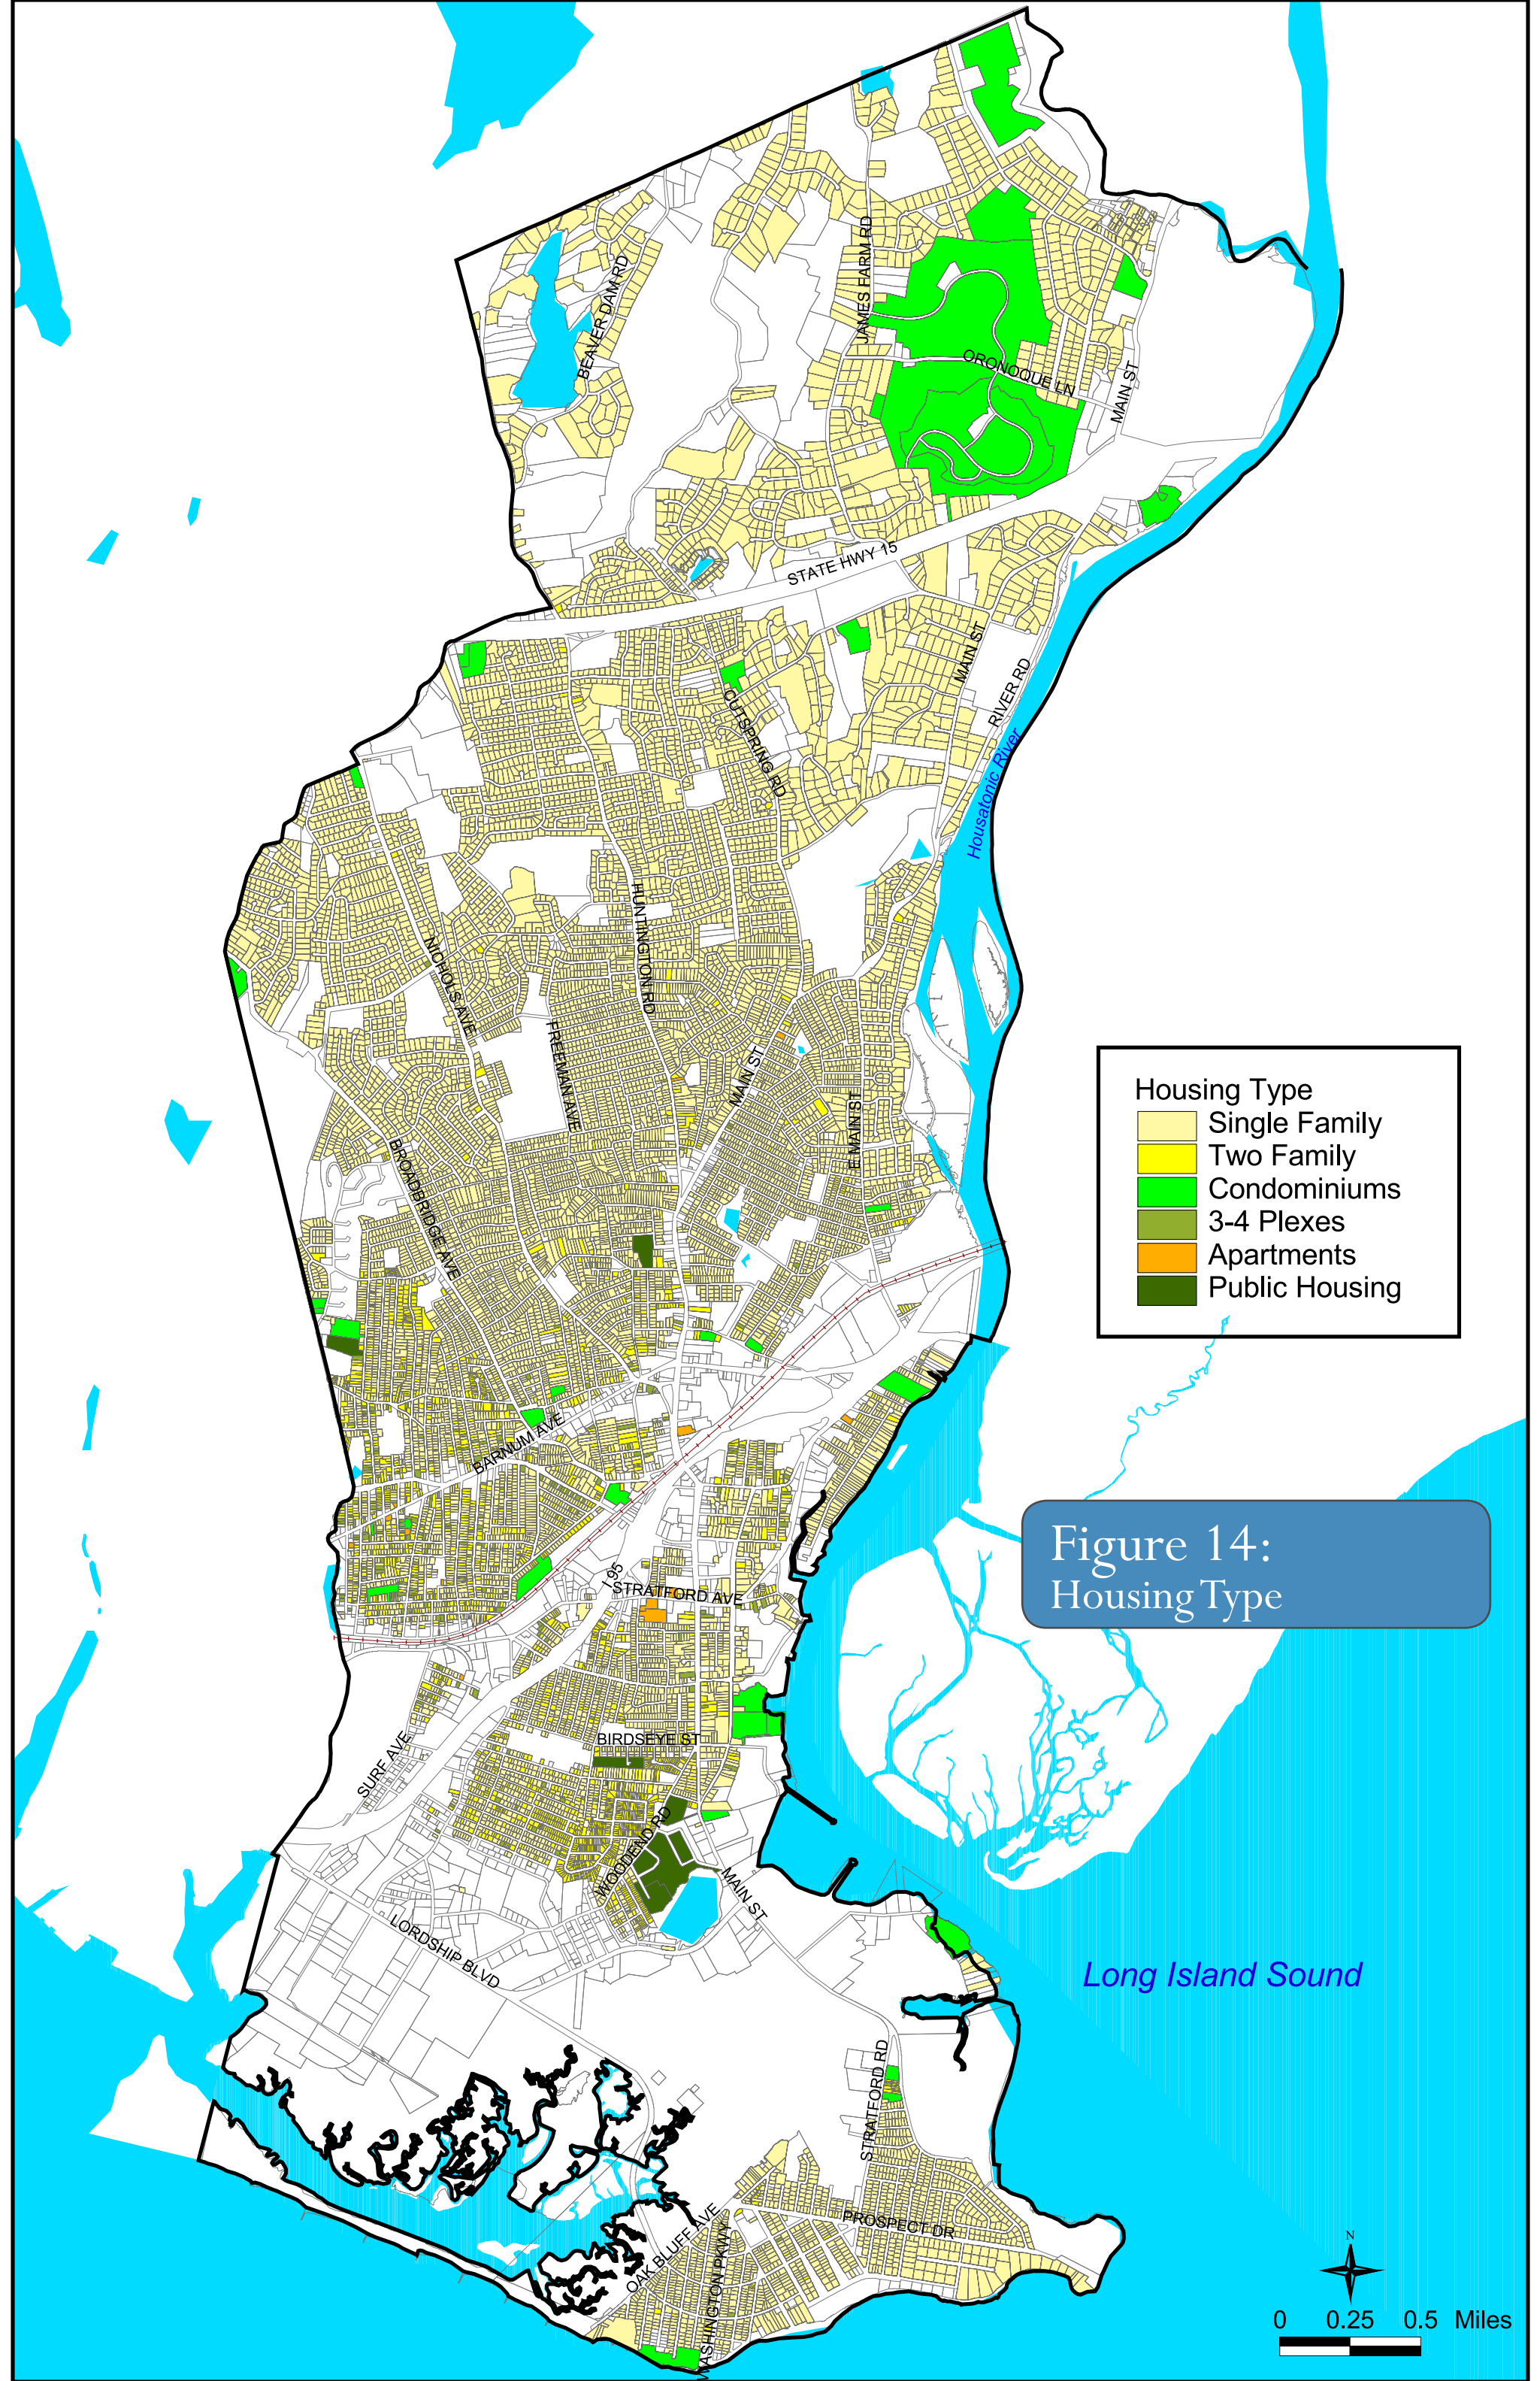 BEAVER DAM RD
JAMES FARM RD
ORONOQUE LN
MAIN ST
STATE HWY 15
MAIN ST
RIVER RD
CUTSPRING RD
Housatonic River
HUNTINGTON RD
NICHOLS AVE
FREEMAN AVE
MAIN ST
E MAIN ST
BROADBRIDGE AVE
Housing Type
Single Family
Two Family
Condominiums
3-4 Plexes
Apartments
Public Housing
BARNUM AVE
Figure 14:
Housing Type
I-95
STRATFORD AVE
BIRDSEYE ST
SURF AVE
WOODEND RD
MAIN ST
LORDSHIP BLVD
Long Island Sound
STRATFORD RD
PROSPECT DR
OAK BLUFF AVE
WASHINGTON PKWY
N
0 0.25 0.5 Miles